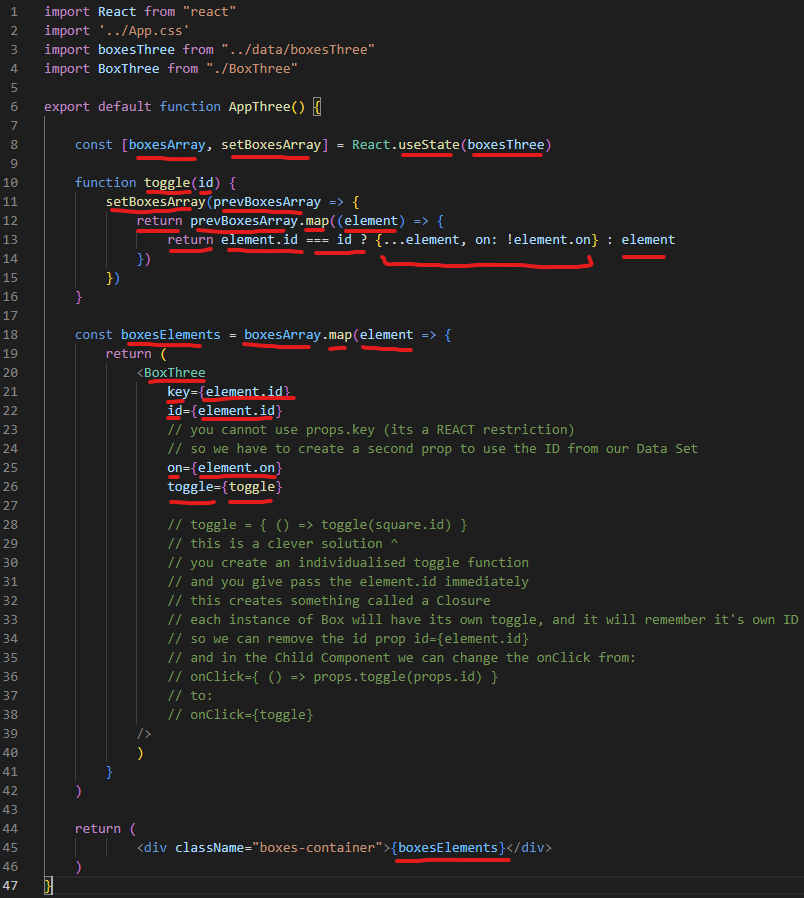 1 import React from "react"
2 import '../App.css'
3 import boxesThree from "../data/boxesThree"
4 import BoxThree from "./BoxThree"
5
6 export default function AppThree() {
7
8 const [boxesArray, setBoxesArray] = React.useState(boxesThree)
9
10 function toggle(id) {
11 setBoxesArray(prevBoxesArray => {
12 return prevBoxesArray.map((element) => {
13 return element.id === id ? {...element, on: !element.on} : element
14 })
15 })
16 }
17
18 const boxesElements = boxesArray.map(element => {
19 return (
20 <BoxThree
21 key={element.id}
22 id={element.id}
23 // you cannot use props.key (its a REACT restriction)
24 // so we have to create a second prop to use the ID from our Data Set
25 on={element.on}
26 toggle={toggle}
27
28 // toggle = { () => toggle(square.id) }
29 // this is a clever solution ^
30 // you create an individualised toggle function
31 // and you give pass the element.id immediately
32 // this creates something called a Closure
33 // each instance of Box will have its own toggle, and it will remember it's own ID
34 // so we can remove the id prop id={element.id}
35 // and in the Child Component we can change the onClick from:
36 // onClick={ () => props.toggle(props.id) }
37 // to:
38 // onClick={toggle}
39 />
40 )
41 }
42 )
43
44 return (
45 <div className="boxes-container">{boxesElements}</div>
46 )
47 }